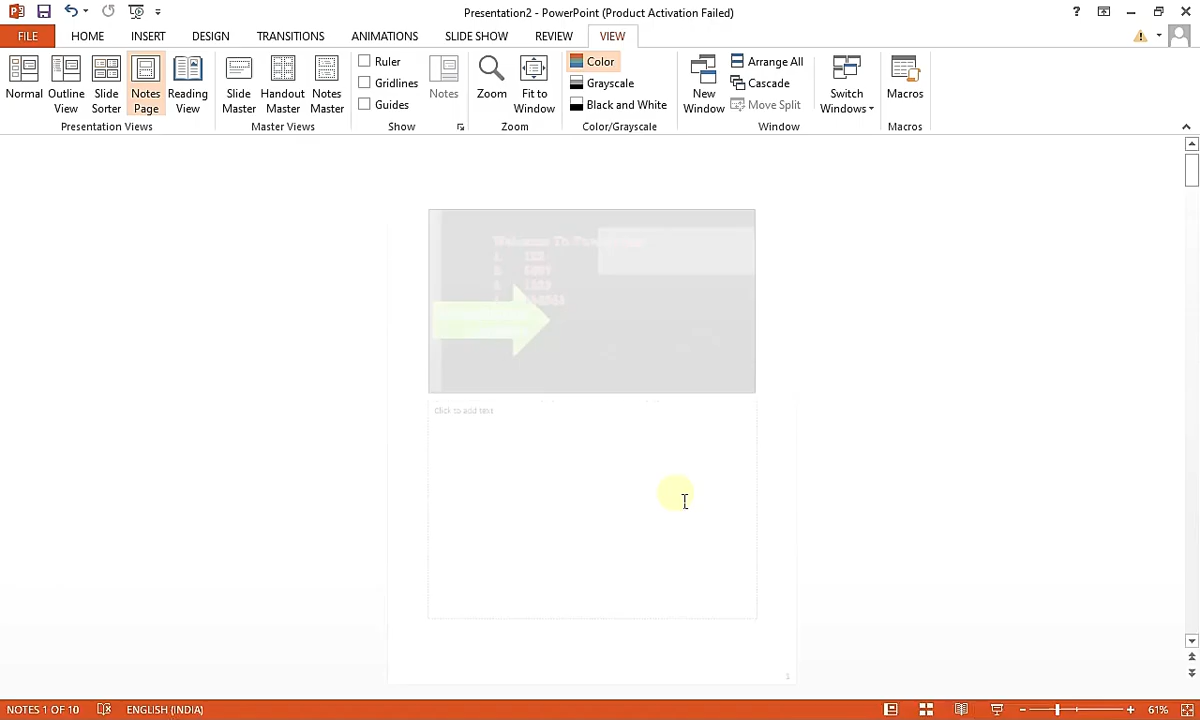 Presentation2 - PowerPoint (Product Activation Failed)
FILE HOME INSERT DESIGN TRANSITIONS ANIMATIONS SLIDE SHOW REVIEW VIEW
Normal Outline View Slide Sorter Notes Page Reading View
Presentation Views
Slide Master Handout Master Notes Master
Master Views
Ruler
Gridlines
Guides
Notes
Show
Zoom Fit to Window
Zoom
Color
Grayscale
Black and White
Color/Grayscale
New Window
Arrange All
Cascade
Move Split
Switch Windows
Window
Macros
Macros
Welcome To
Click to add text
1
NOTES 1 OF 10 ENGLISH (INDIA) 61%